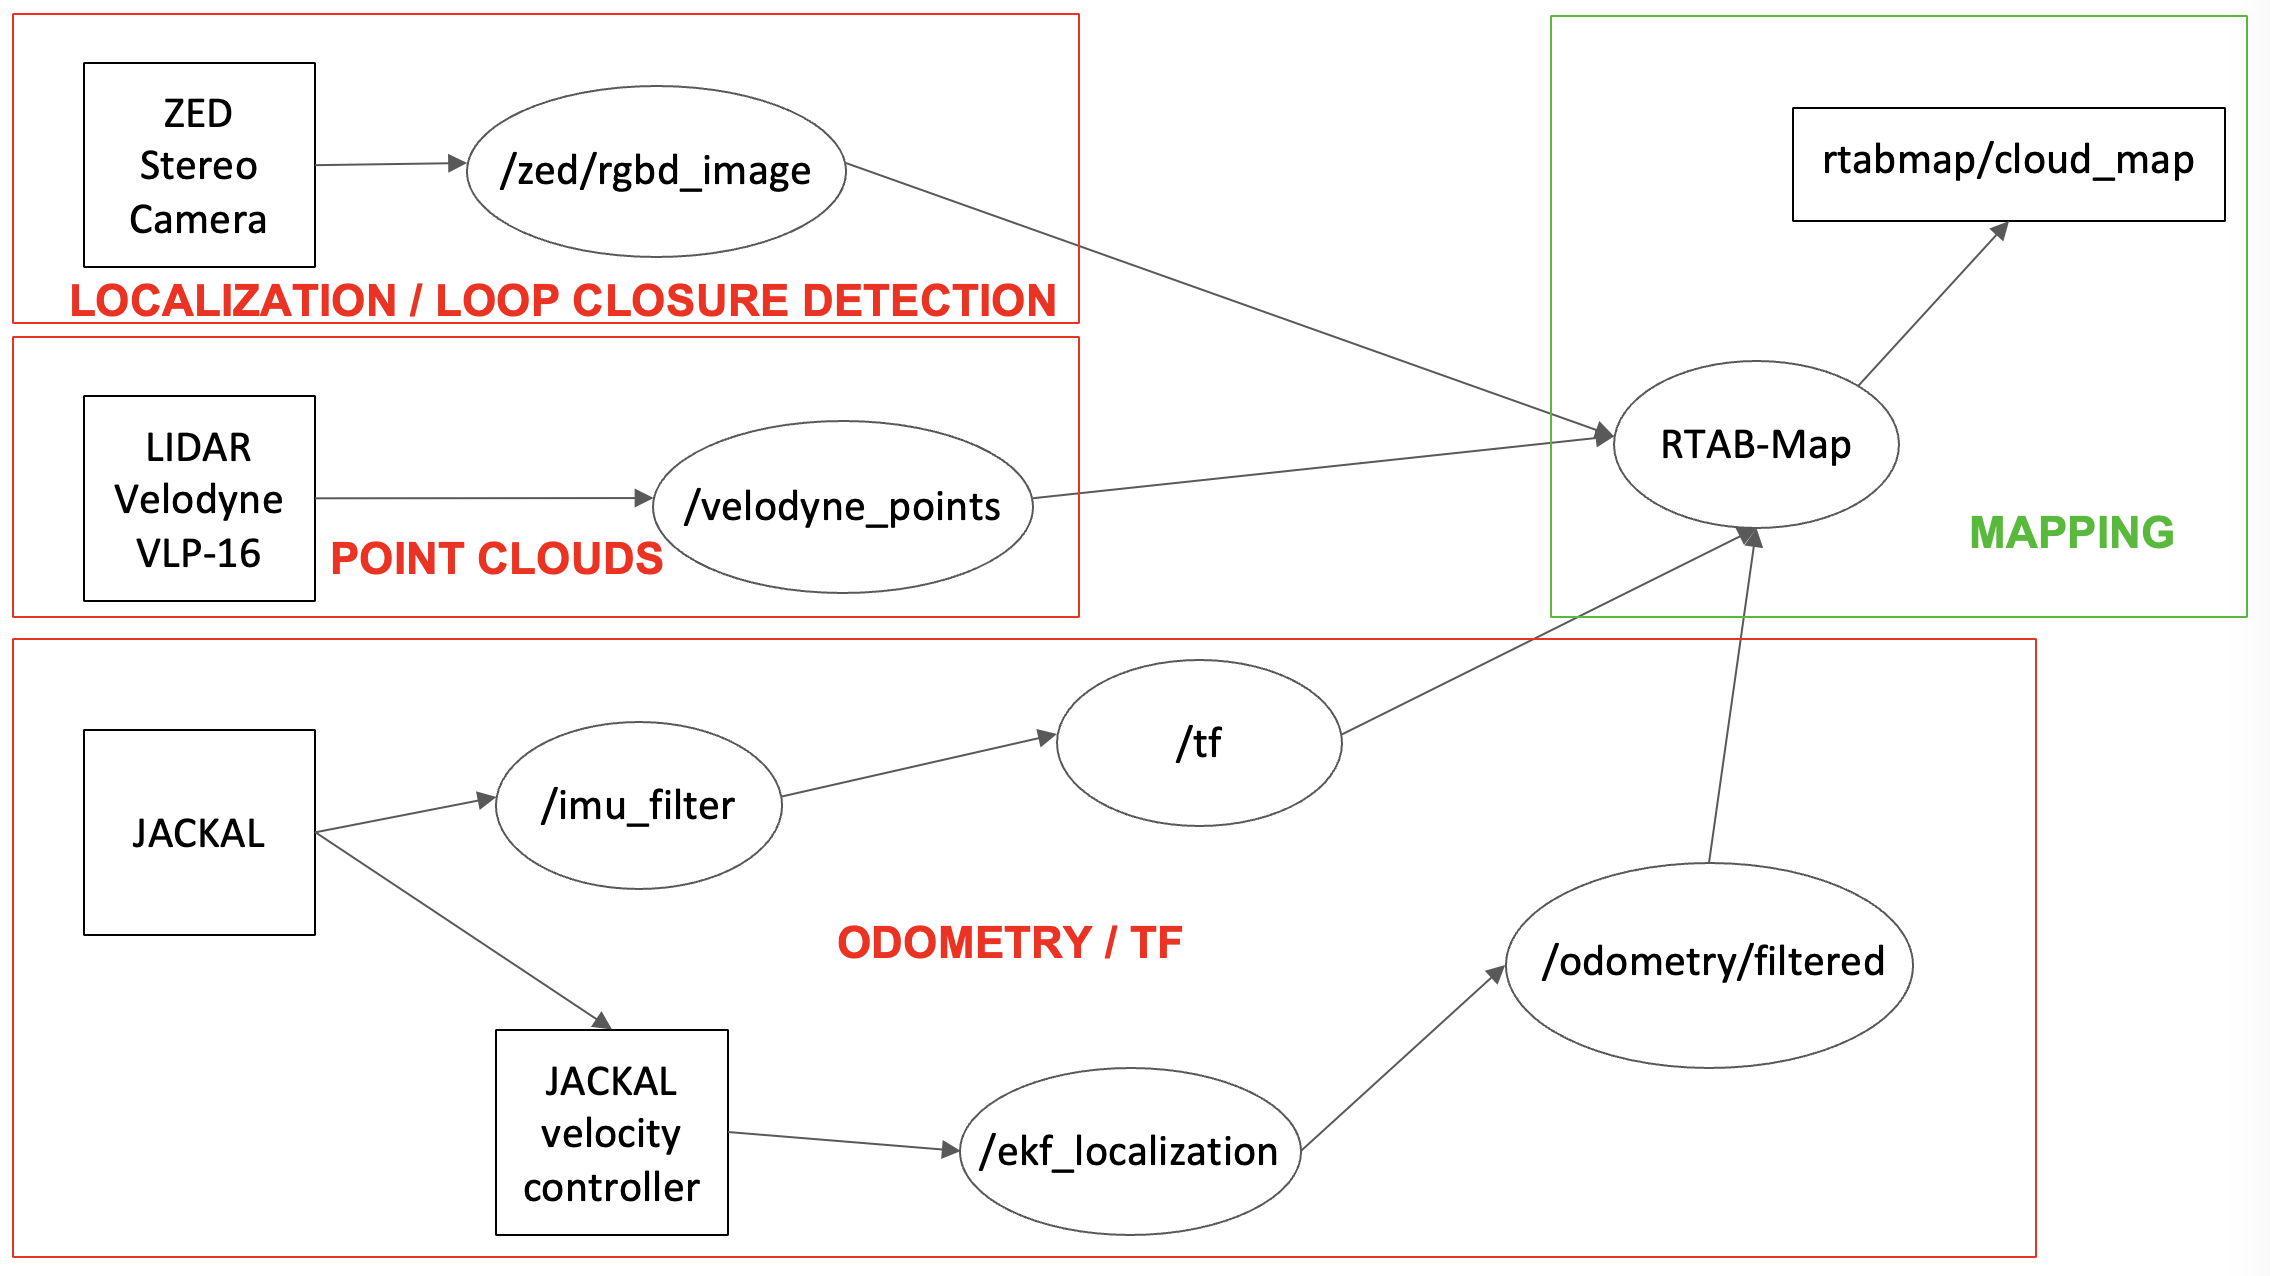 ZED
Stereo
Camera
/zed/rgbd_image
LOCALIZATION / LOOP CLOSURE DETECTION
LIDAR
Velodyne
VLP-16
/velodyne_points
POINT CLOUDS
rtabmap/cloud_map
RTAB-Map
MAPPING
JACKAL
/imu_filter
/tf
ODOMETRY / TF
/odometry/filtered
JACKAL
velocity
controller
/ekf_localization